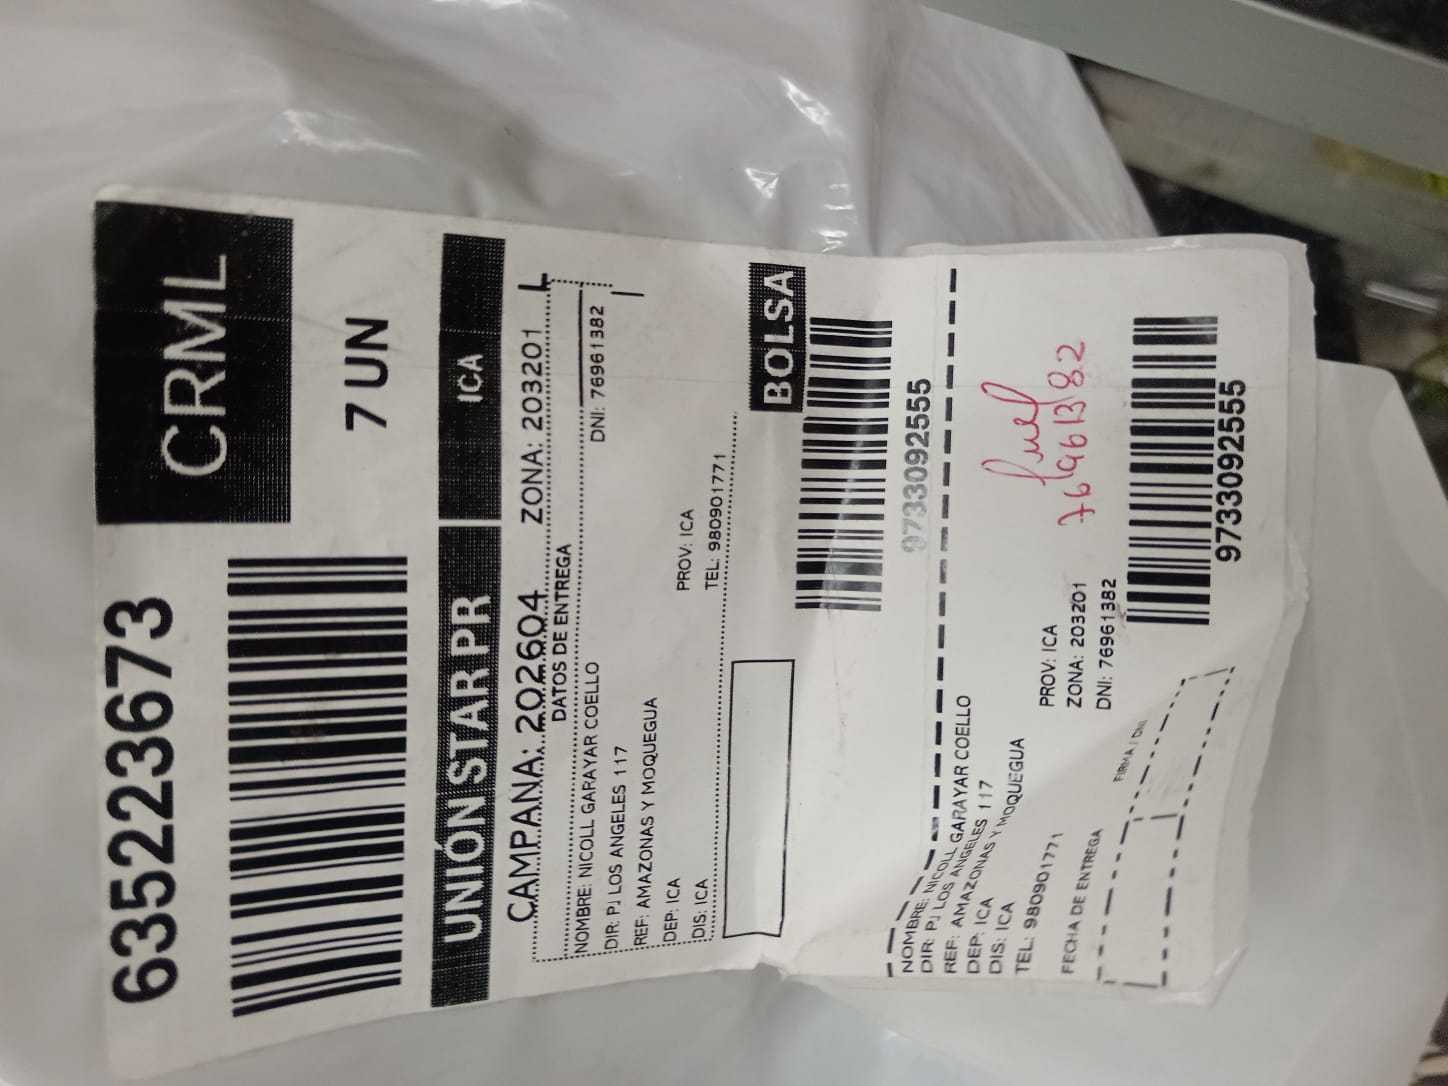 6352223673
CRML
7 UN
UNIÓN STAR PR
ICA
CAMPAÑA: 202604 ZONA: 203201 L
DATOS DE ENTREGA
NOMBRE: NICOLL GARAYAR COELLO
DNI: 76961382
DIR: PJ LOS ANGELES 117
REF: AMAZONAS Y MOQUEGUA
DEP: ICA PROV: ICA
DIS: ICA TEL: 980901771
BOLSA
9733092555
NOMBRE: NICOLL GARAYAR COELLO
DIR: PJ LOS ANGELES 117
REF: AMAZONAS Y MOQUEGUA
DEP: ICA PROV: ICA
DIS: ICA ZONA: 203201
TEL: 980901771 DNI: 76961382
76961382
FECHA DE ENTREGA
FIRMA / DNI
9733092555